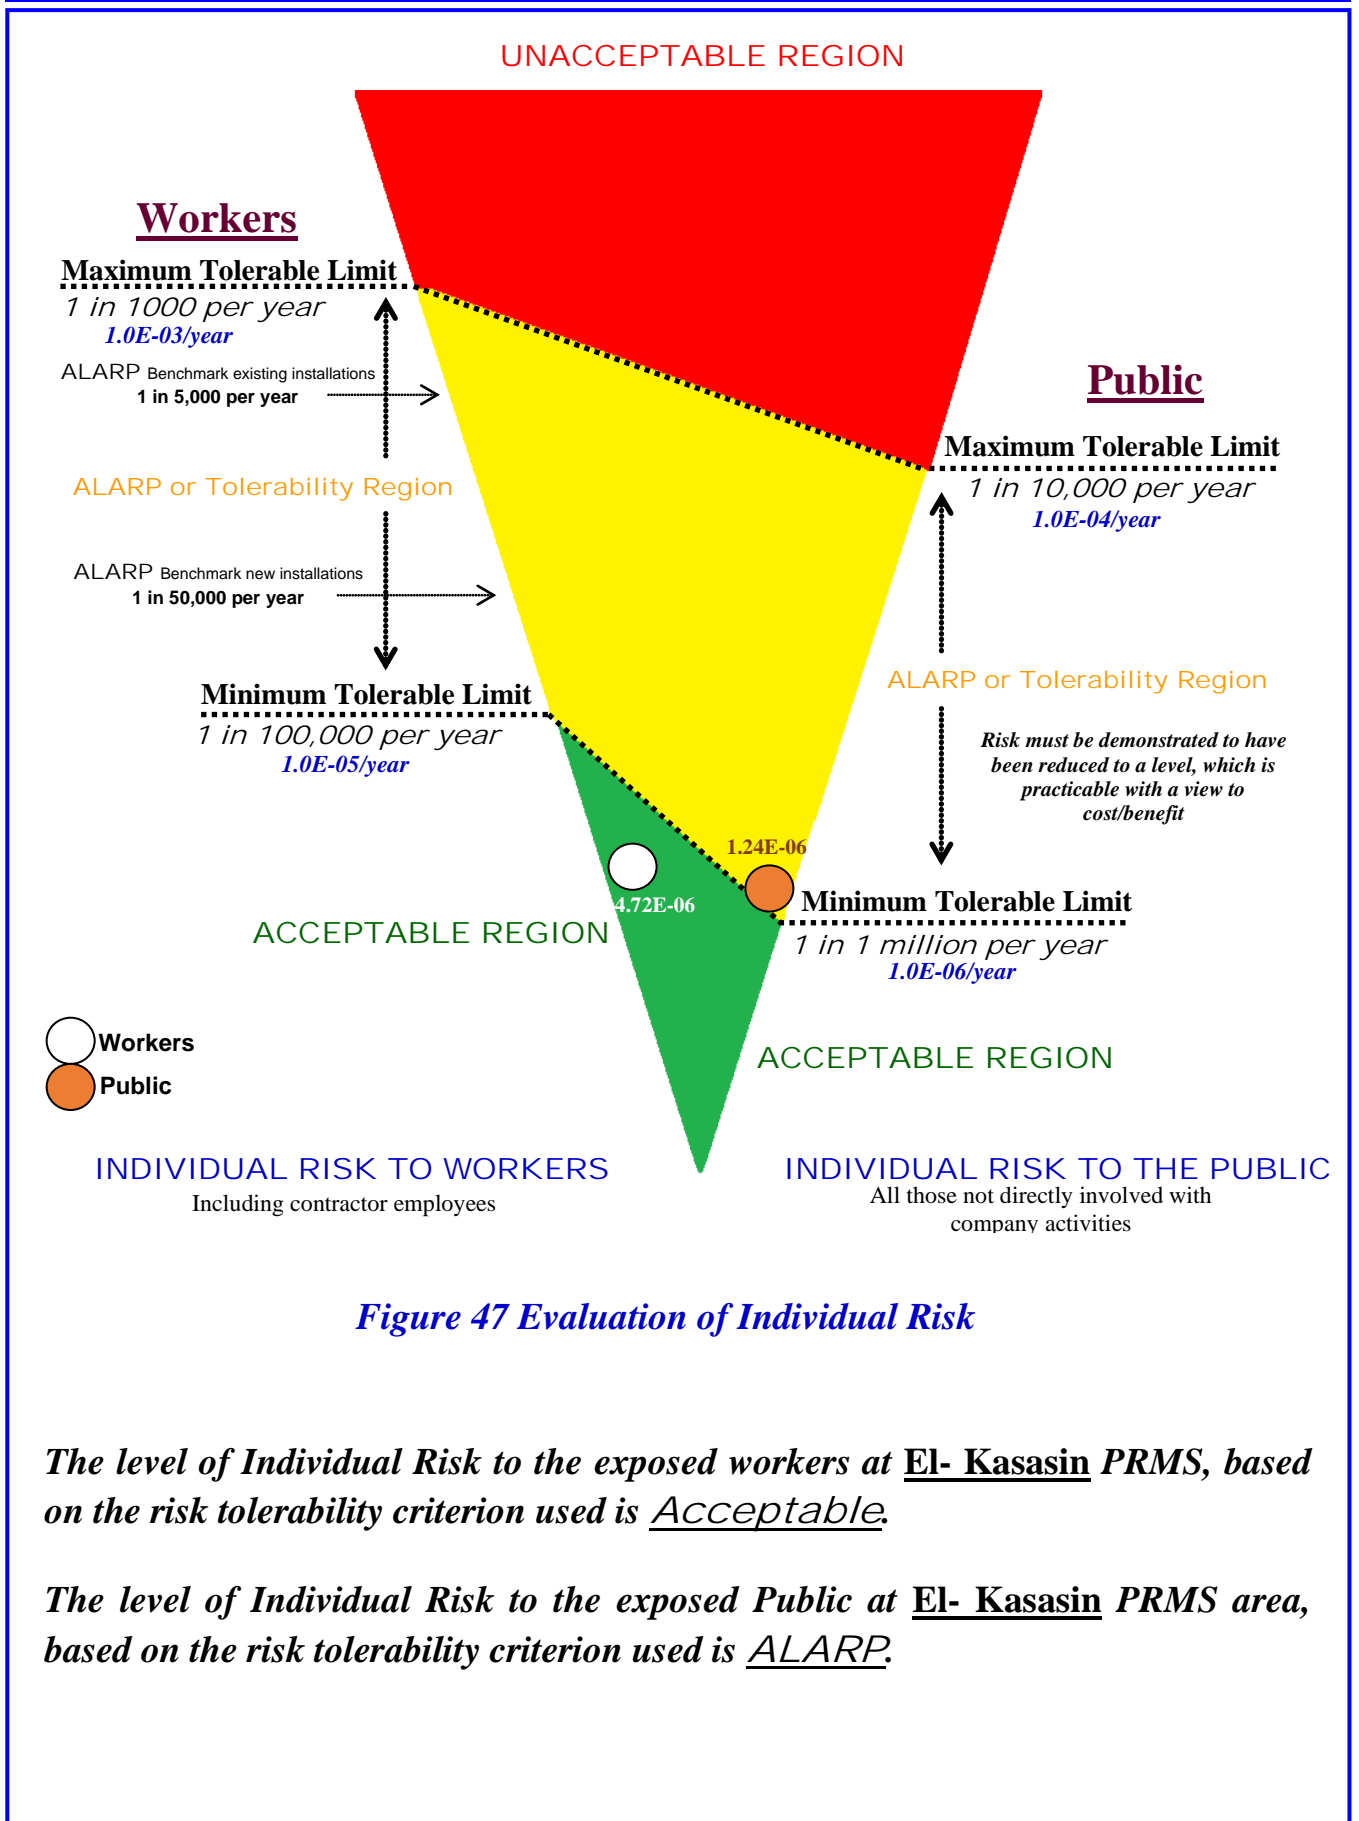 UNACCEPTABLE REGION
Workers
Maximum Tolerable Limit
1 in 1000 per year
1.0E-03/year
ALARP Benchmark existing installations
1 in 5,000 per year
ALARP or Tolerability Region
ALARP Benchmark new installations
1 in 50,000 per year
Minimum Tolerable Limit
1 in 100,000 per year
1.0E-05/year
Public
Maximum Tolerable Limit
1 in 10,000 per year
1.0E-04/year
ALARP or Tolerability Region
Risk must be demonstrated to have
been reduced to a level, which is
practicable with a view to
cost/benefit
1.24E-06
4.72E-06
Minimum Tolerable Limit
1 in 1 million per year
1.0E-06/year
ACCEPTABLE REGION
ACCEPTABLE REGION
Workers
Public
INDIVIDUAL RISK TO WORKERS
Including contractor employees
INDIVIDUAL RISK TO THE PUBLIC
All those not directly involved with
company activities
Figure 47 Evaluation of Individual Risk
The level of Individual Risk to the exposed workers at El- Kasasin PRMS, based
on the risk tolerability criterion used is Acceptable.
The level of Individual Risk to the exposed Public at El- Kasasin PRMS area,
based on the risk tolerability criterion used is ALARP.